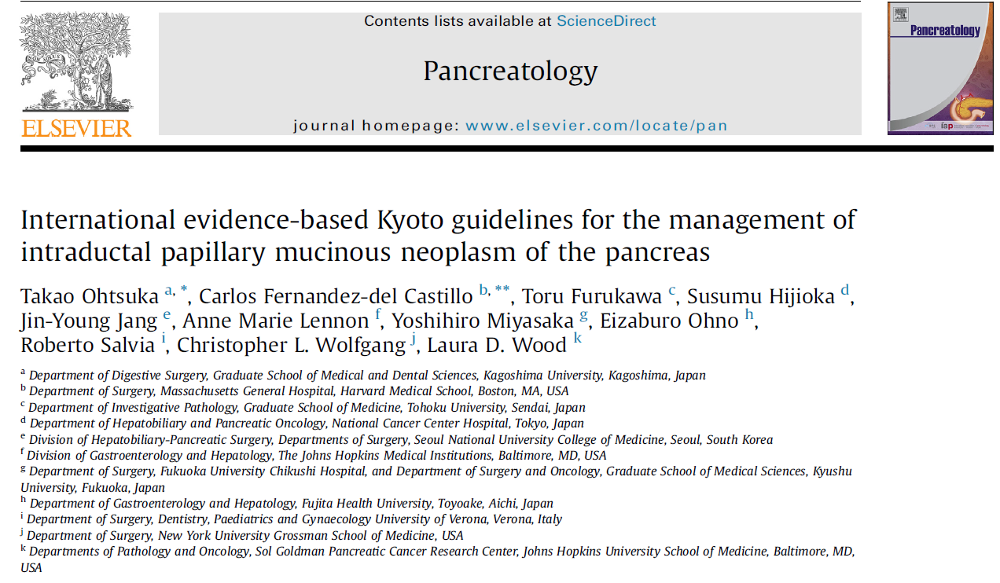 Contents lists available at ScienceDirect
Pancreatology
journal homepage: www.elsevier.com/locate/pan
ELSEVIER
Pancreatology
iap
International evidence-based Kyoto guidelines for the management of
intraductal papillary mucinous neoplasm of the pancreas
Takao Ohtsuka a, *, Carlos Fernandez-del Castillo b, **, Toru Furukawa c, Susumu Hijioka d,
Jin-Young Jang e, Anne Marie Lennon f, Yoshihiro Miyasaka g, Eizaburo Ohno h,
Roberto Salvia i, Christopher L. Wolfgang j, Laura D. Wood k
a Department of Digestive Surgery, Graduate School of Medical and Dental Sciences, Kagoshima University, Kagoshima, Japan
b Department of Surgery, Massachusetts General Hospital, Harvard Medical School, Boston, MA, USA
c Department of Investigative Pathology, Graduate School of Medicine, Tohoku University, Sendai, Japan
d Department of Hepatobiliary and Pancreatic Oncology, National Cancer Center Hospital, Tokyo, Japan
e Division of Hepatobiliary-Pancreatic Surgery, Departments of Surgery, Seoul National University College of Medicine, Seoul, South Korea
f Division of Gastroenterology and Hepatology, The Johns Hopkins Medical Institutions, Baltimore, MD, USA
g Department of Surgery, Fukuoka University Chikushi Hospital, and Department of Surgery and Oncology, Graduate School of Medical Sciences, Kyushu
University, Fukuoka, Japan
h Department of Gastroenterology and Hepatology, Fujita Health University, Toyoake, Aichi, Japan
i Department of Surgery, Dentistry, Paediatrics and Gynaecology University of Verona, Verona, Italy
j Department of Surgery, New York University Grossman School of Medicine, USA
k Departments of Pathology and Oncology, Sol Goldman Pancreatic Cancer Research Center, Johns Hopkins University School of Medicine, Baltimore, MD,
USA